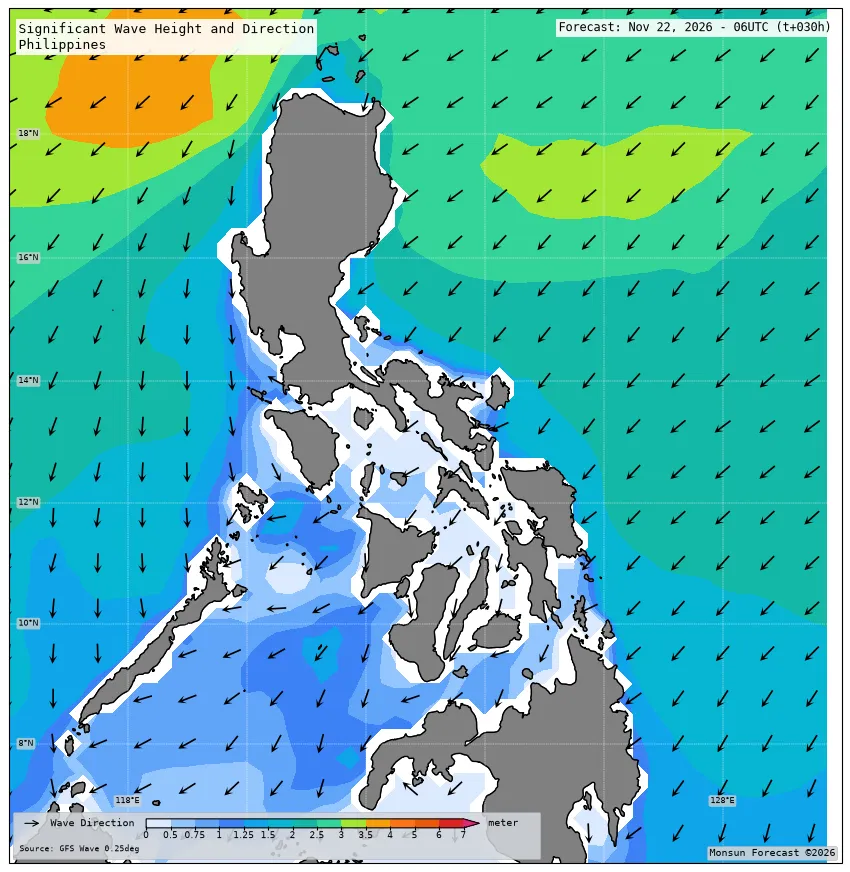 Significant Wave Height and Direction
Philippines
Forecast: Nov 22, 2026 - 06UTC (t+030h)
18°N
16°N
14°N
12°N
10°N
8°N
118°E
128°E
Wave Direction
meter
0 0.5 0.75 1 1.25 1.5 2 2.5 3 3.5 4 5 6 7
Source: GFS Wave 0.25deg
Monsun Forecast ©2026